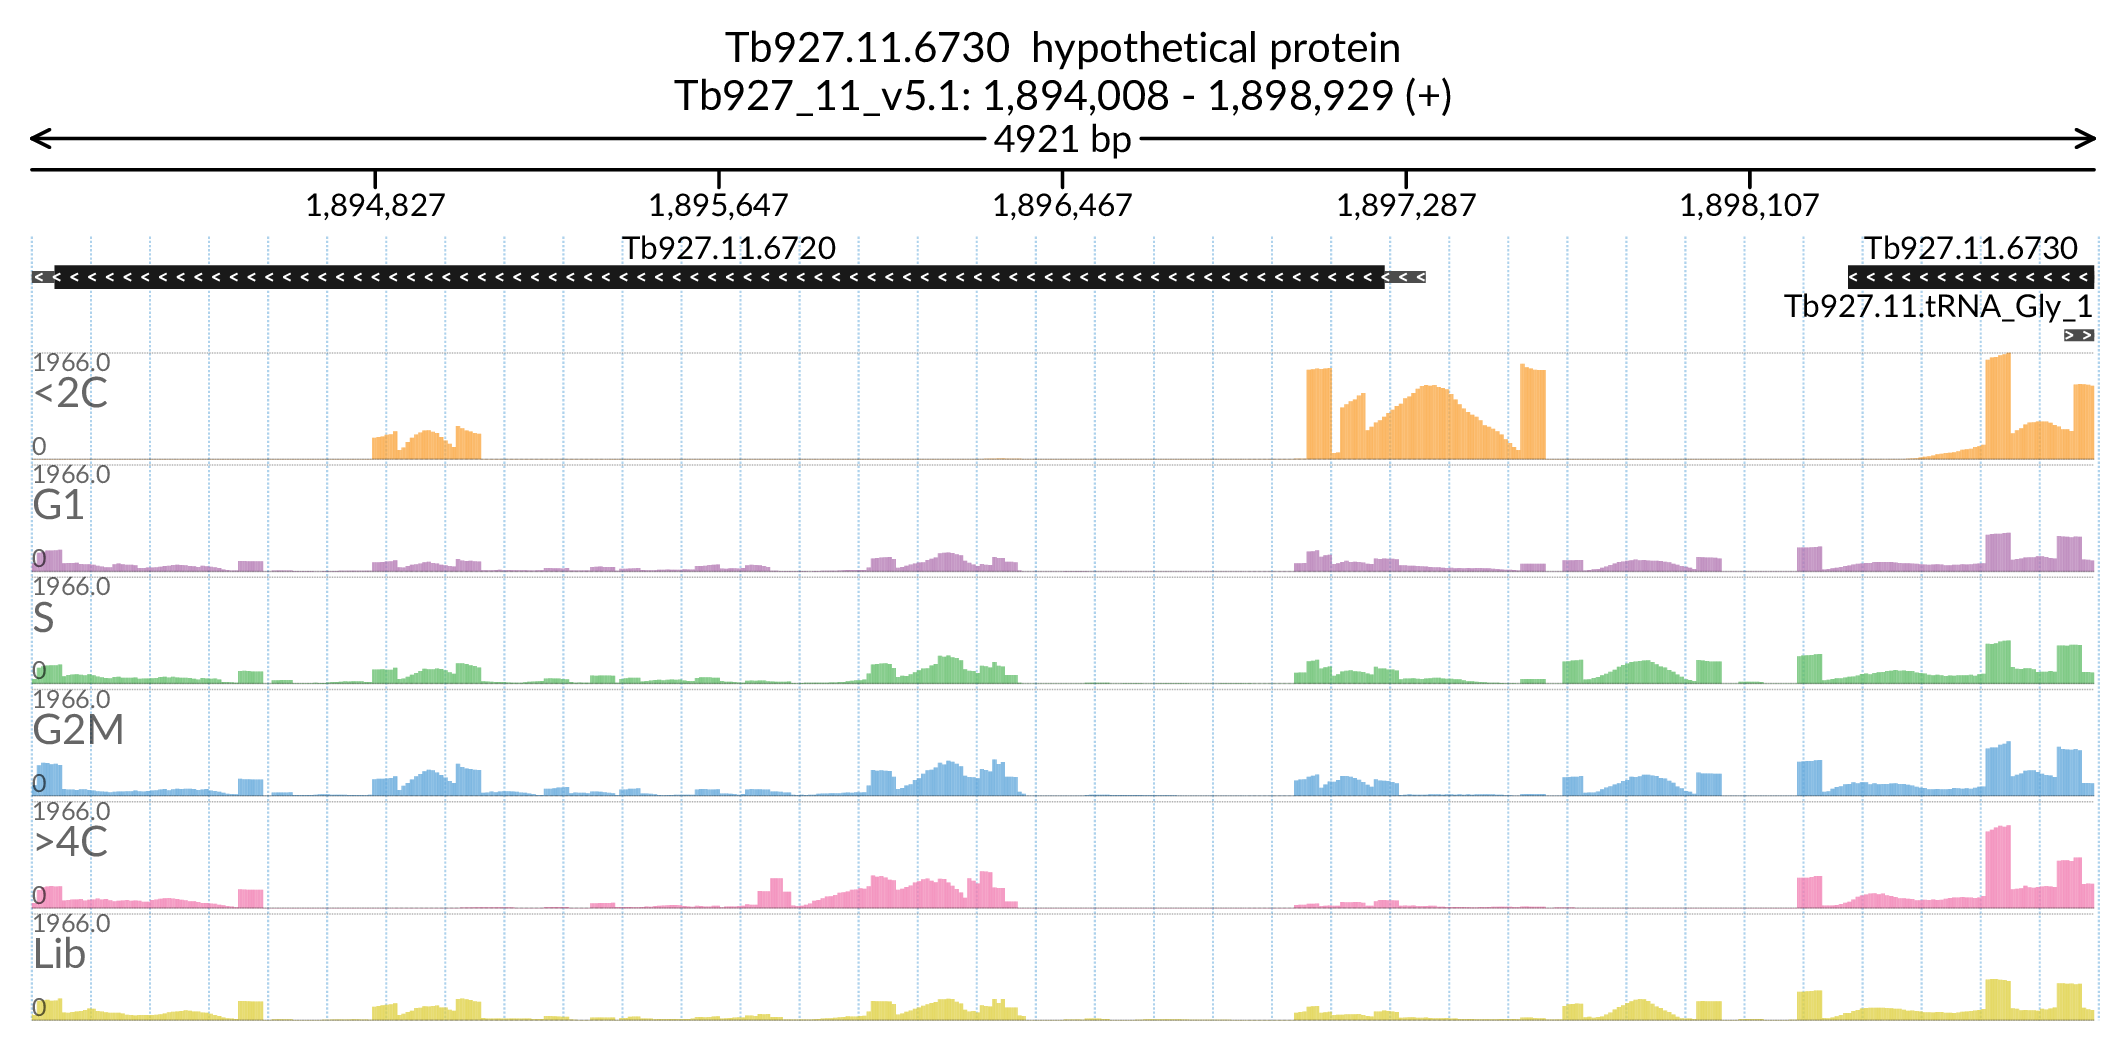 Tb927.11.6730 hypothetical protein
Tb927_11_v5.1: 1,894,008 - 1,898,929 (+)
4921 bp
1,894,827 1,895,647 1,896,467 1,897,287 1,898,107
Tb927.11.6720 Tb927.11.6730
Tb927.11.tRNA_Gly_1
1966.0
<2C
0
1966.0
G1
0
1966.0
S
0
1966.0
G2M
0
1966.0
>4C
0
1966.0
Lib
0